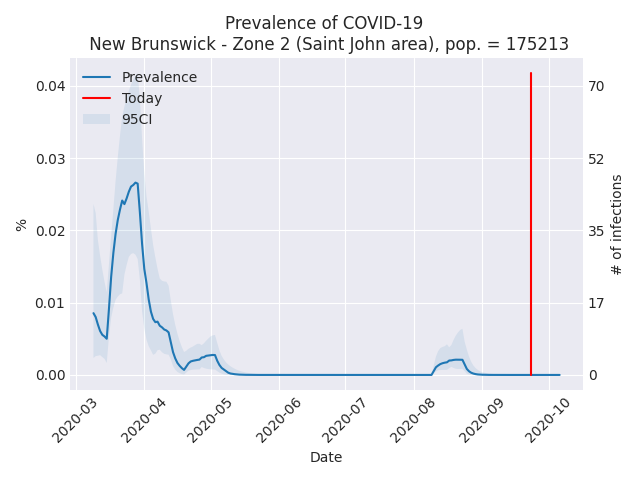 Prevalence of COVID-19
New Brunswick - Zone 2 (Saint John area), pop. = 175213
Prevalence
Today
95CI
0.04
0.03
0.02
0.01
0.00
%
70
52
35
17
0
# of infections
2020-03
2020-04
2020-05
2020-06
2020-07
2020-08
2020-09
2020-10
Date